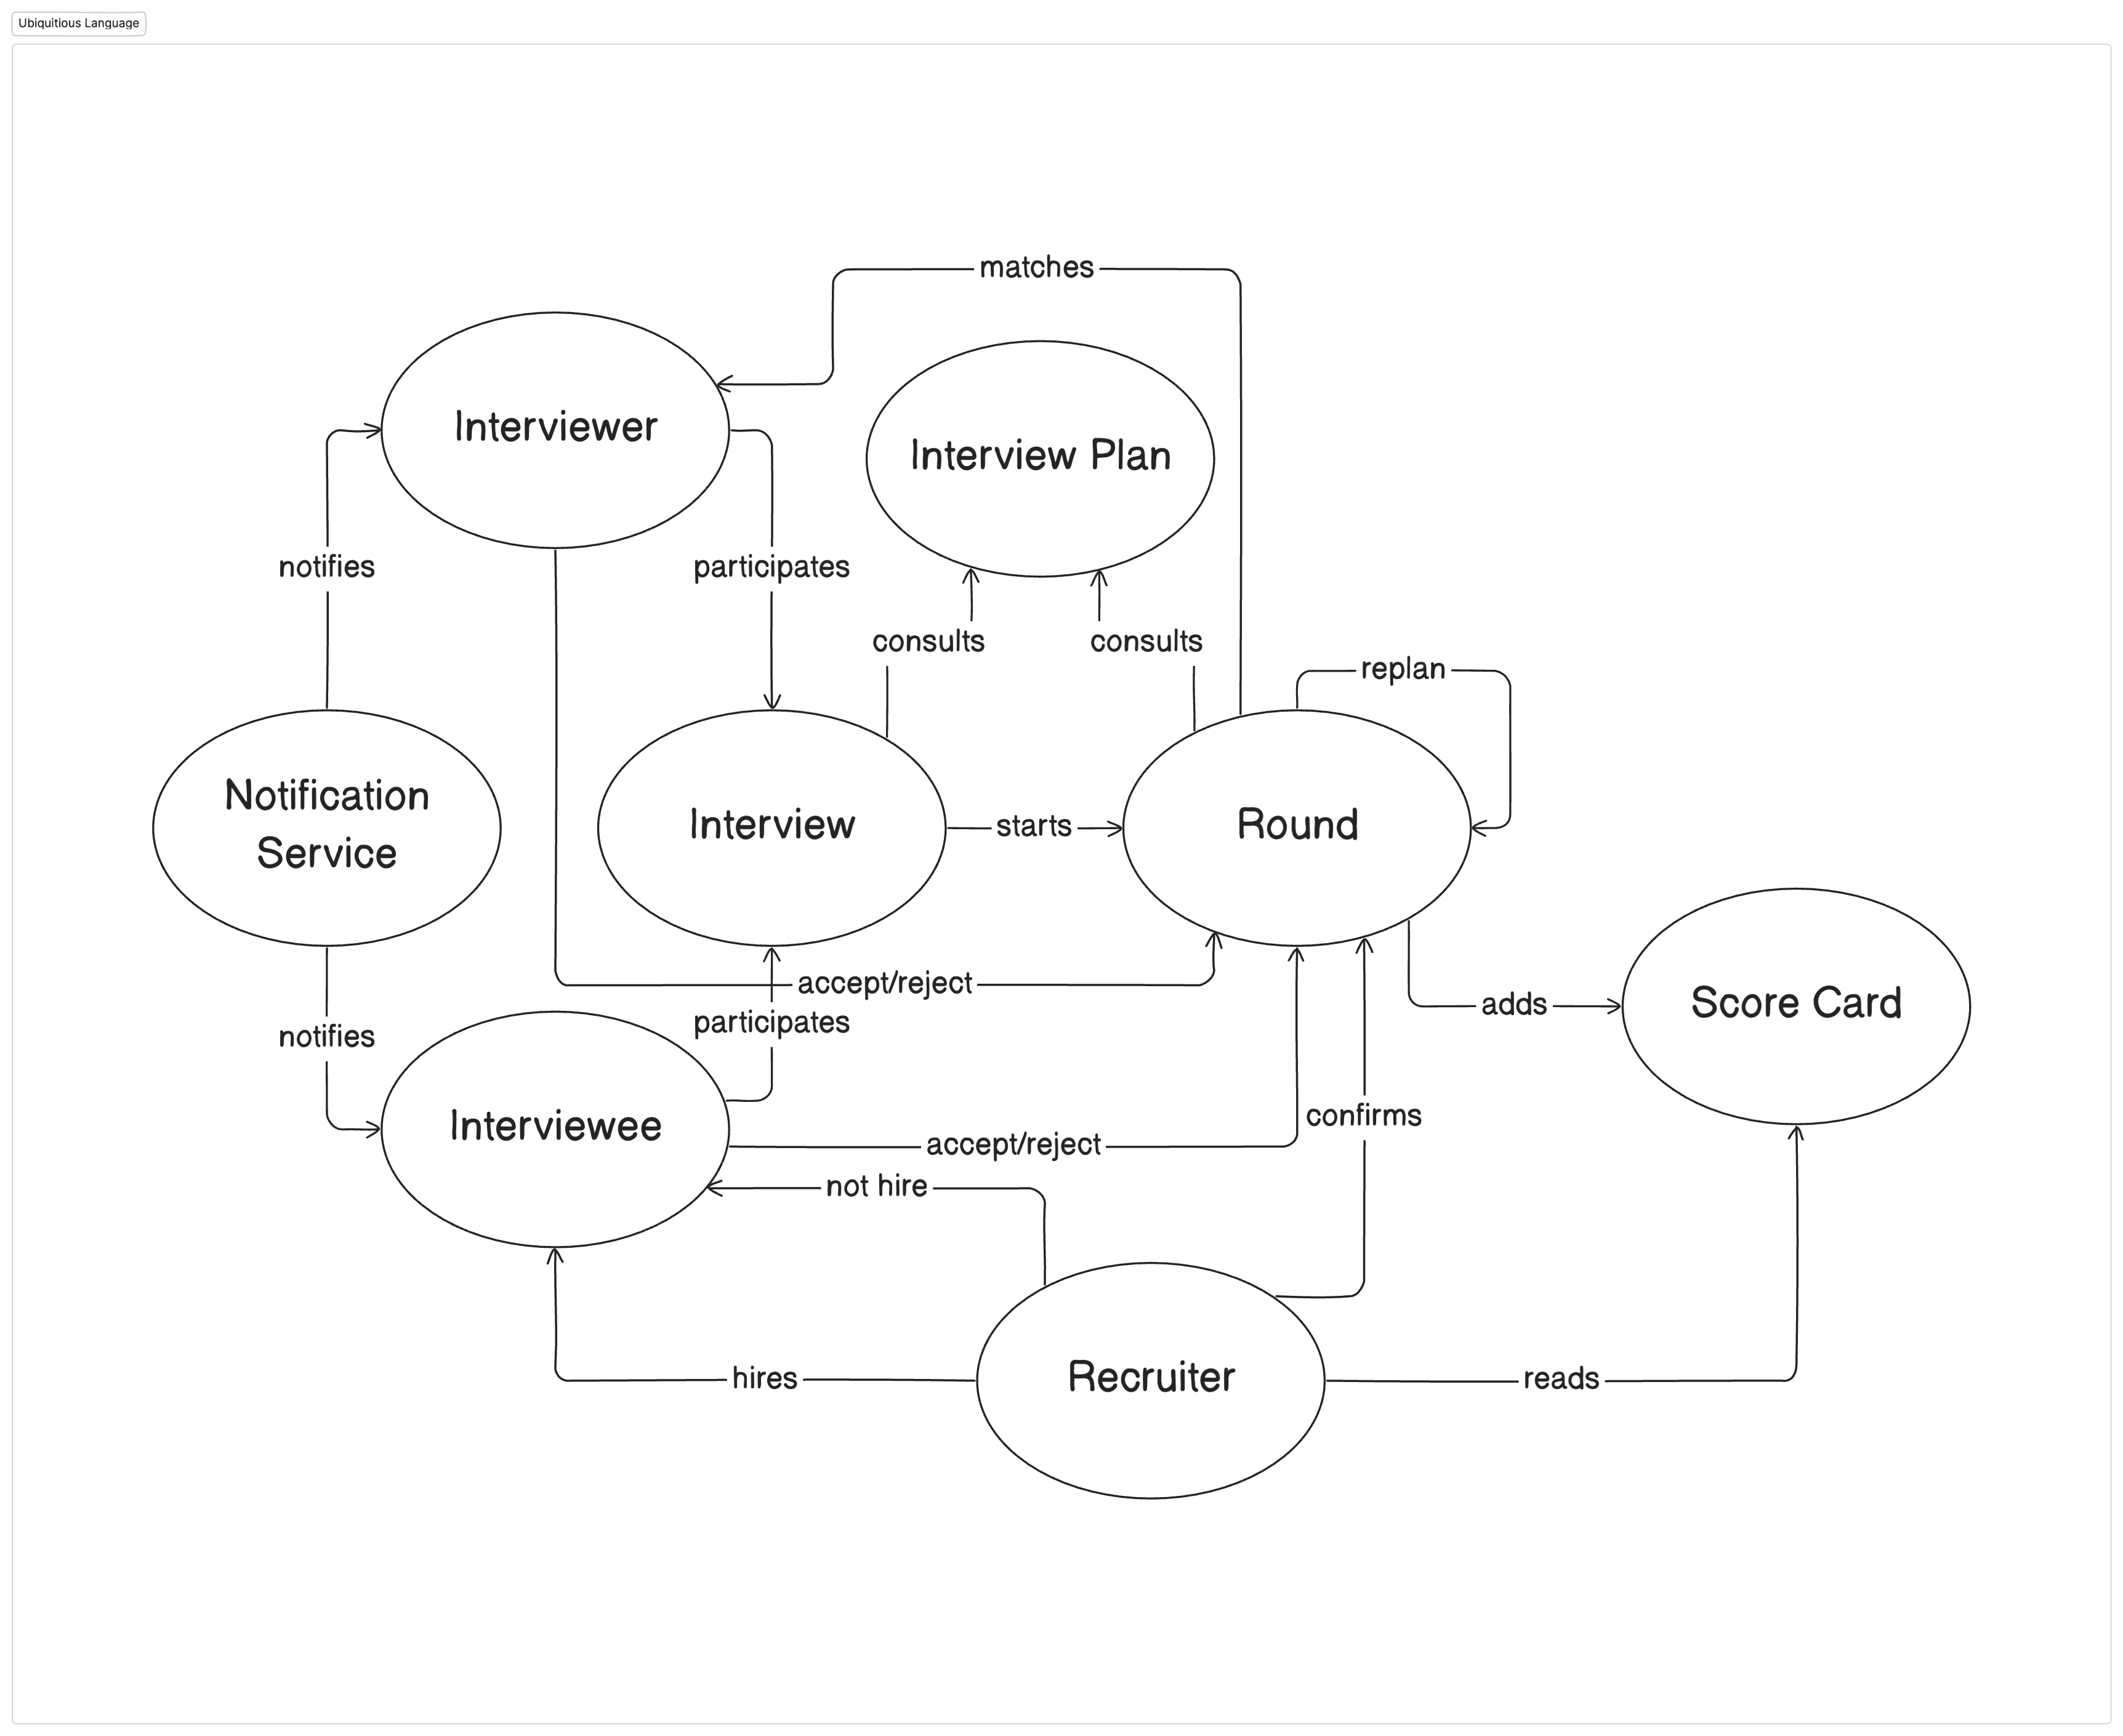 Ubiquitious Language
matches
Interviewer
Interview Plan
notifies
participates
consults
consults
replan
Notification
Service
Interview
starts
Round
accept/reject
participates
notifies
adds
Score Card
Interviewee
confirms
accept/reject
not hire
hires
Recruiter
reads